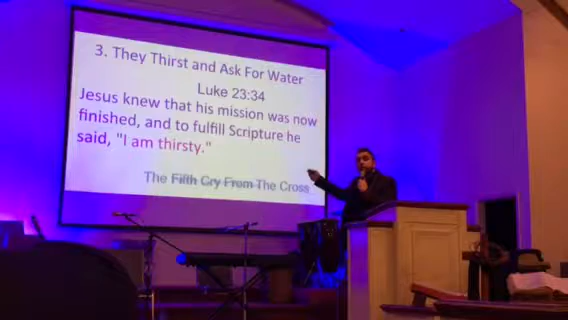 3. They Thirst and Ask For Water
Luke 23:34
Jesus knew that his mission was now
finished, and to fulfill Scripture he
said, "I am thirsty."
The Fifth Cry From The Cross